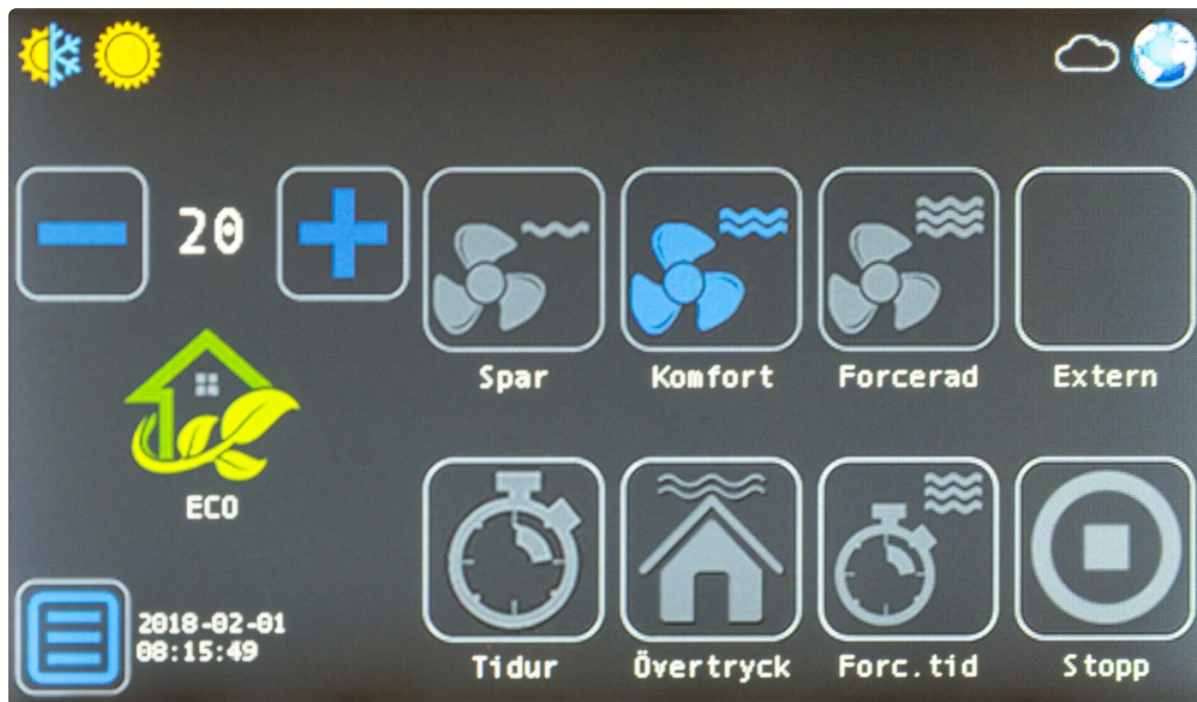 20
Spar
Komfort
Forcerad
Extern
ECO
2018-02-01
08:15:49
Tidur
Övertryck
Forc.tid
Stopp